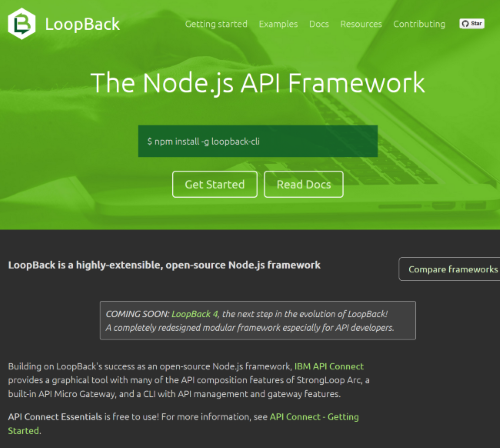 LoopBack
Getting started Examples Docs Resources Contributing Star
The Node.js API Framework
$ npm install -g loopback-cli
Get Started Read Docs
LoopBack is a highly-extensible, open-source Node.js framework
Compare frameworks
COMING SOON: LoopBack 4, the next step in the evolution of LoopBack!
A completely redesigned modular framework especially for API developers.
Building on LoopBack's success as an open-source Node.js framework, IBM API Connect
provides a graphical tool with many of the API composition features of StrongLoop Arc, a
built-in API Micro Gateway, and a CLI with API management and gateway features.
API Connect Essentials is free to use! For more information, see API Connect - Getting
Started.